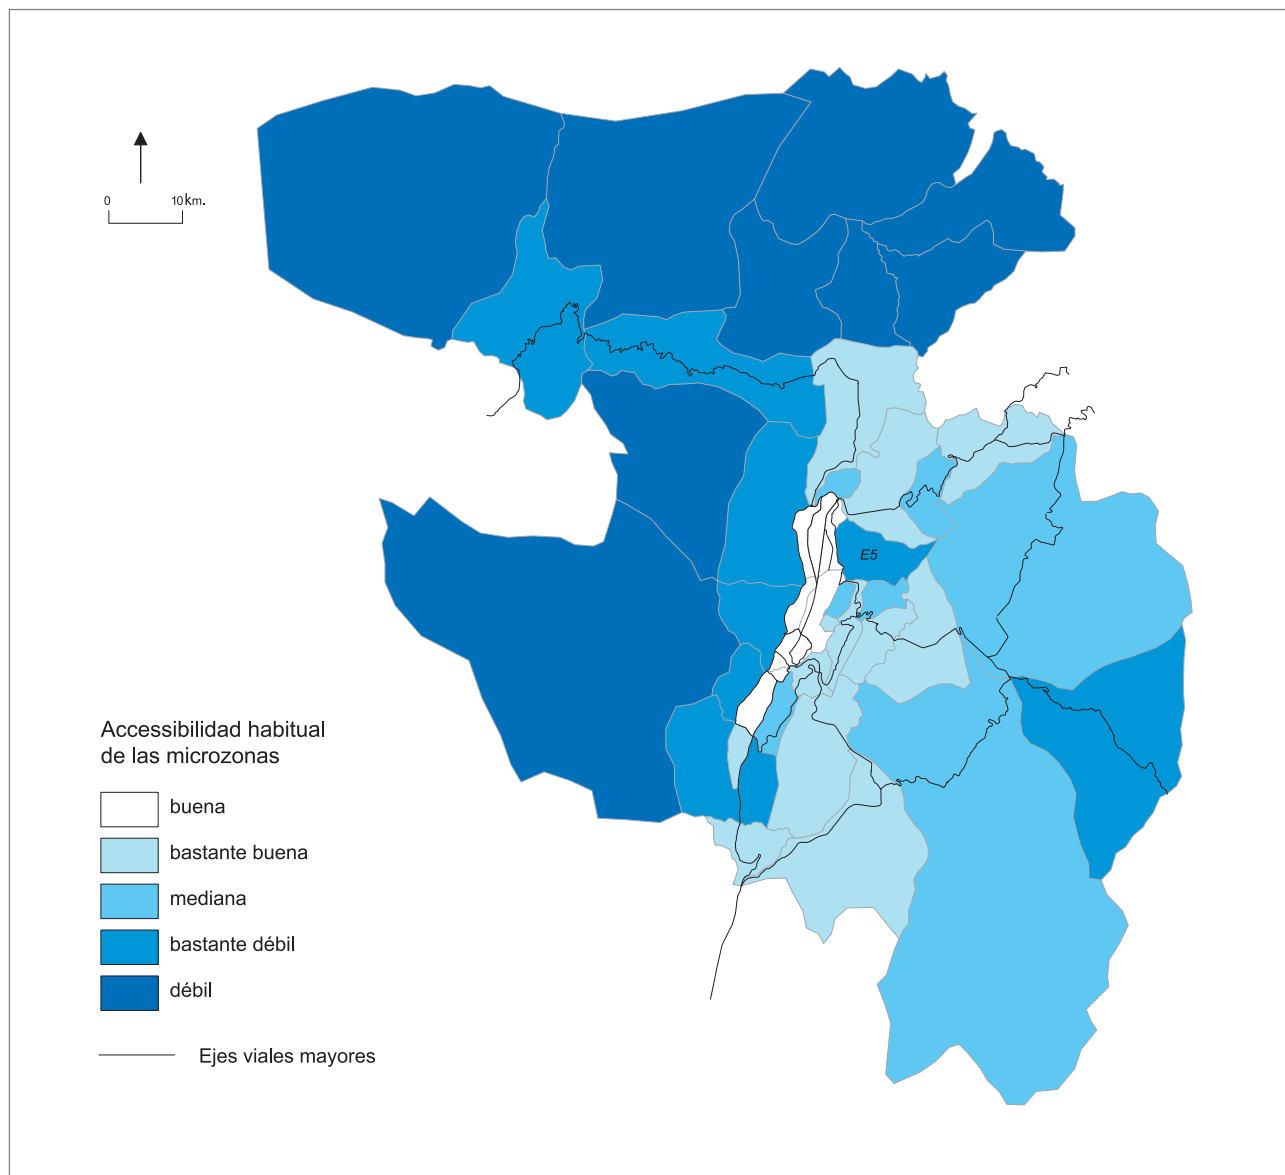 0
10 km.
E5
Accessibilidad habitual
de las microzonas
buena
bastante buena
mediana
bastante débil
débil
Ejes viales mayores